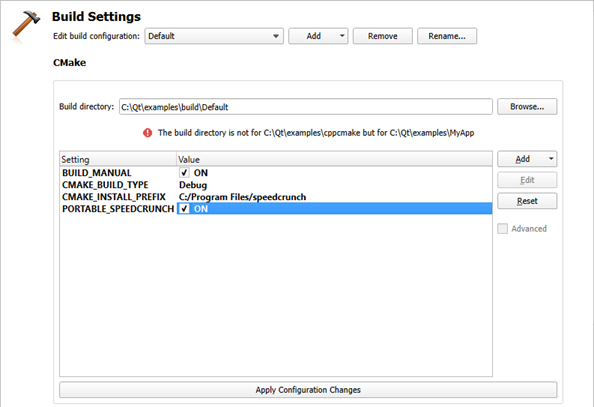 Build Settings
Edit build configuration: Default Add Remove Rename...
CMake
Build directory: C:\Qt\examples\build\Default Browse...
The build directory is not for C:\Qt\examples\cppcmake but for C:\Qt\examples\MyApp
Setting Value Add
BUILD_MANUAL ON
CMAKE_BUILD_TYPE Debug Edit
CMAKE_INSTALL_PREFIX C:/Program Files/speedcrunch Reset
PORTABLE_SPEEDCRUNCH ON
Advanced
Apply Configuration Changes